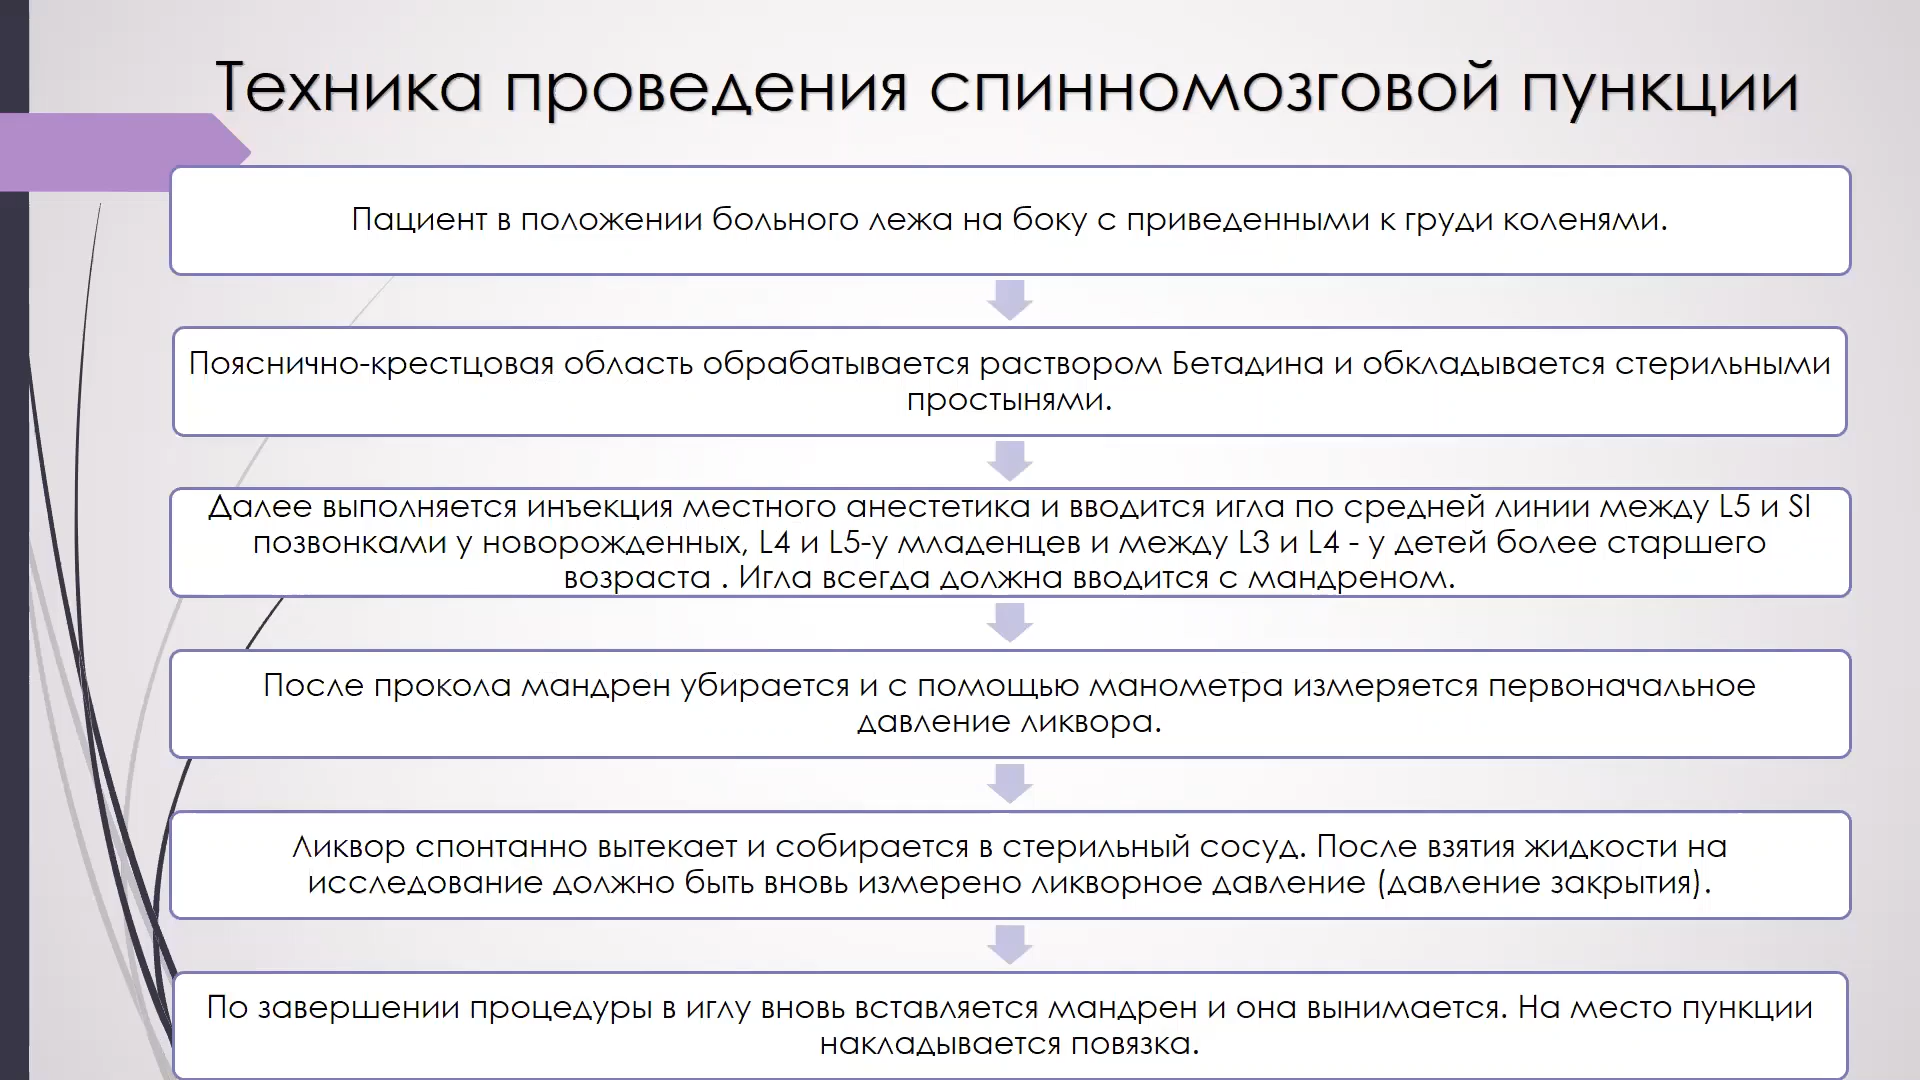 Техника проведения спинномозговой пункции
Пациент в положении больного лежа на боку с приведенными к груди коленями.
Пояснично-крестцовая область обрабатывается раствором Бетадина и обкладывается стерильными
простынями.
Далее выполняется инъекция местного анестетика и вводится игла по средней линии между L5 и SI
позвонками у новорожденных, L4 и L5-у младенцев и между L3 и L4 - у детей более старшего
возраста . Игла всегда должна вводится с мандреном.
После прокола мандрен убирается и с помощью манометра измеряется первоначальное
давление ликвора.
Ликвор спонтанно вытекает и собирается в стерильный сосуд. После взятия жидкости на
исследование должно быть вновь измерено ликворное давление (давление закрытия).
По завершении процедуры в иглу вновь вставляется мандрен и она вынимается. На место пункции
накладывается повязка.